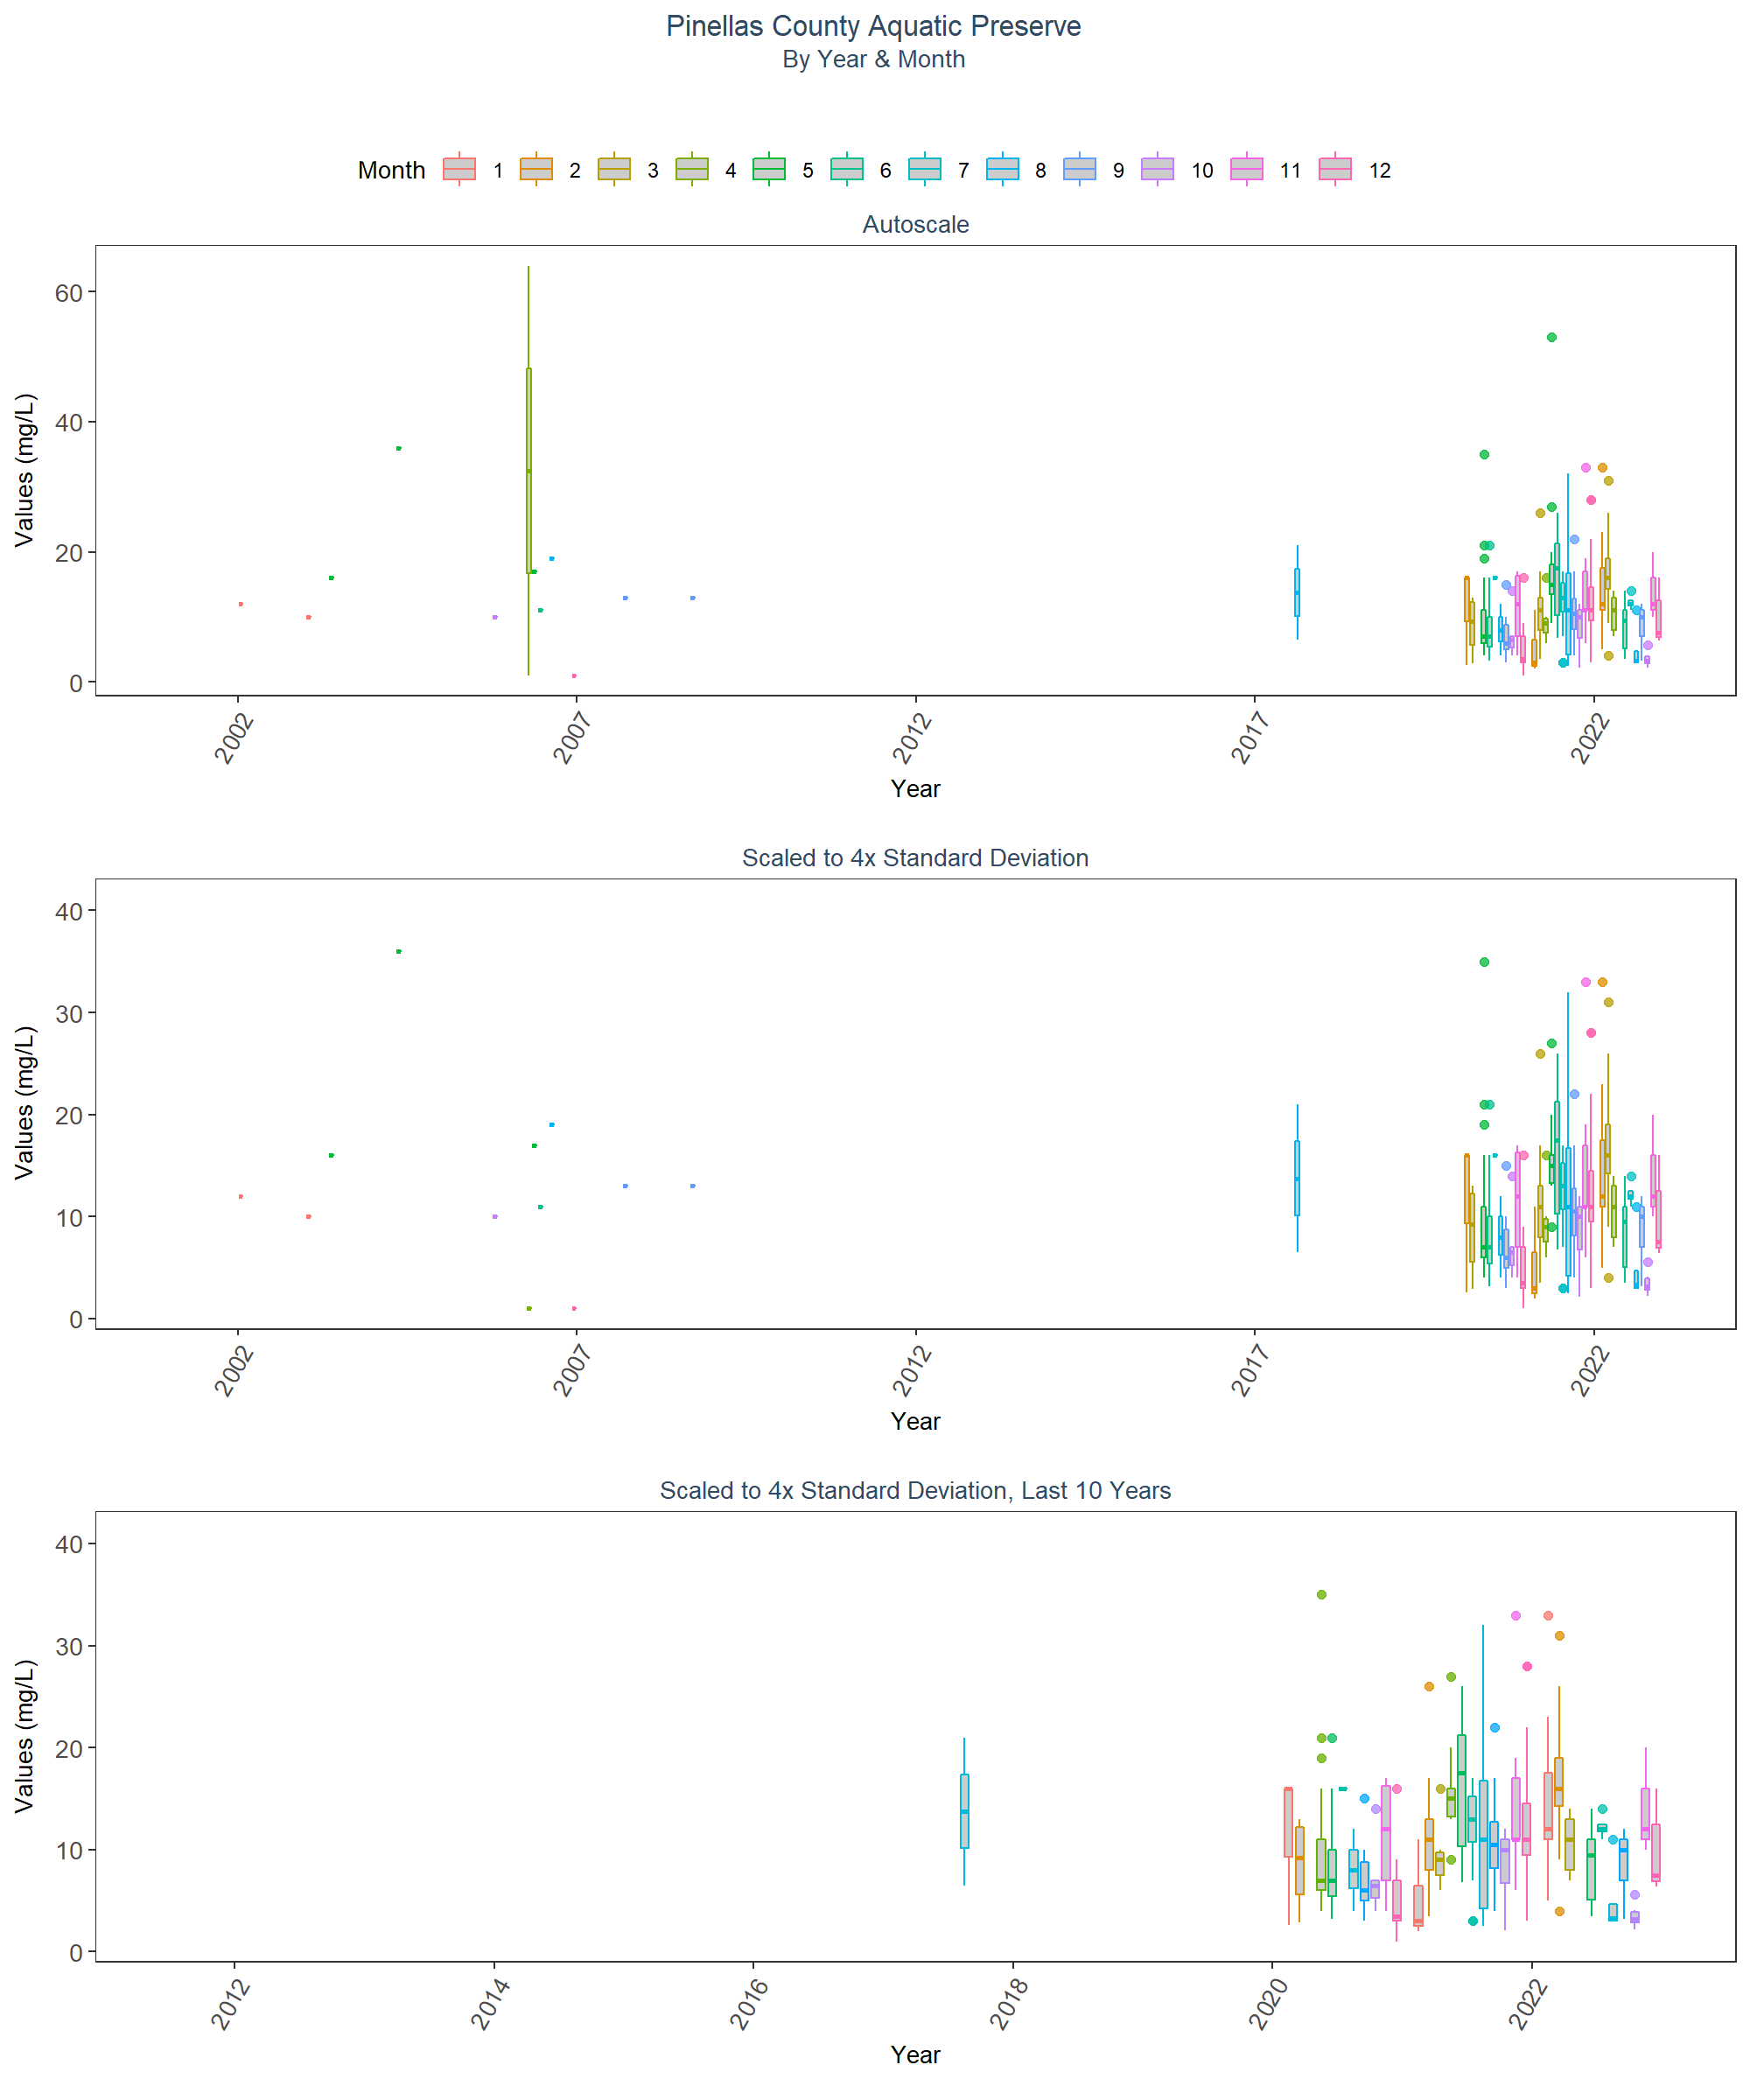 Pinellas County Aquatic Preserve
By Year & Month
Month 1 2 3 4 5 6 7 8 9 10 11 12
Autoscale
Values (mg/L)
60
40
20
0
2002 2007 2012 2017 2022
Year
Scaled to 4x Standard Deviation
Values (mg/L)
40
30
20
10
0
2002 2007 2012 2017 2022
Year
Scaled to 4x Standard Deviation, Last 10 Years
Values (mg/L)
40
30
20
10
0
2012 2014 2016 2018 2020 2022
Year